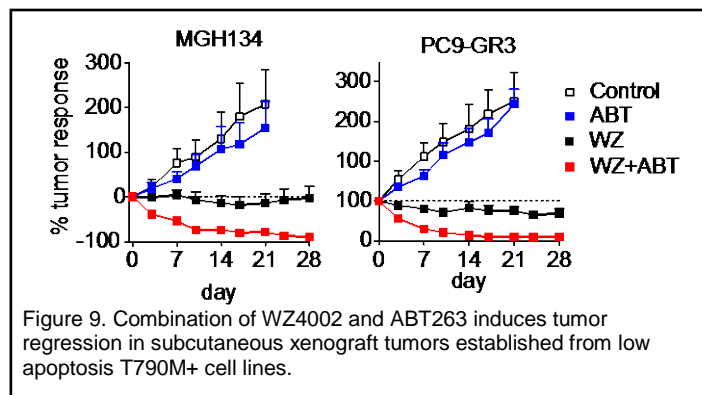 MGH134
PC9-GR3
% tumor response
300
200
100
0
-100
0 7 14 21 28
day
300
200
100
100
0
0 7 14 21 28
day
Control
ABT
WZ
WZ+ABT
Figure 9. Combination of WZ4002 and ABT263 induces tumor
regression in subcutaneous xenograft tumors established from low
apoptosis T790M+ cell lines.